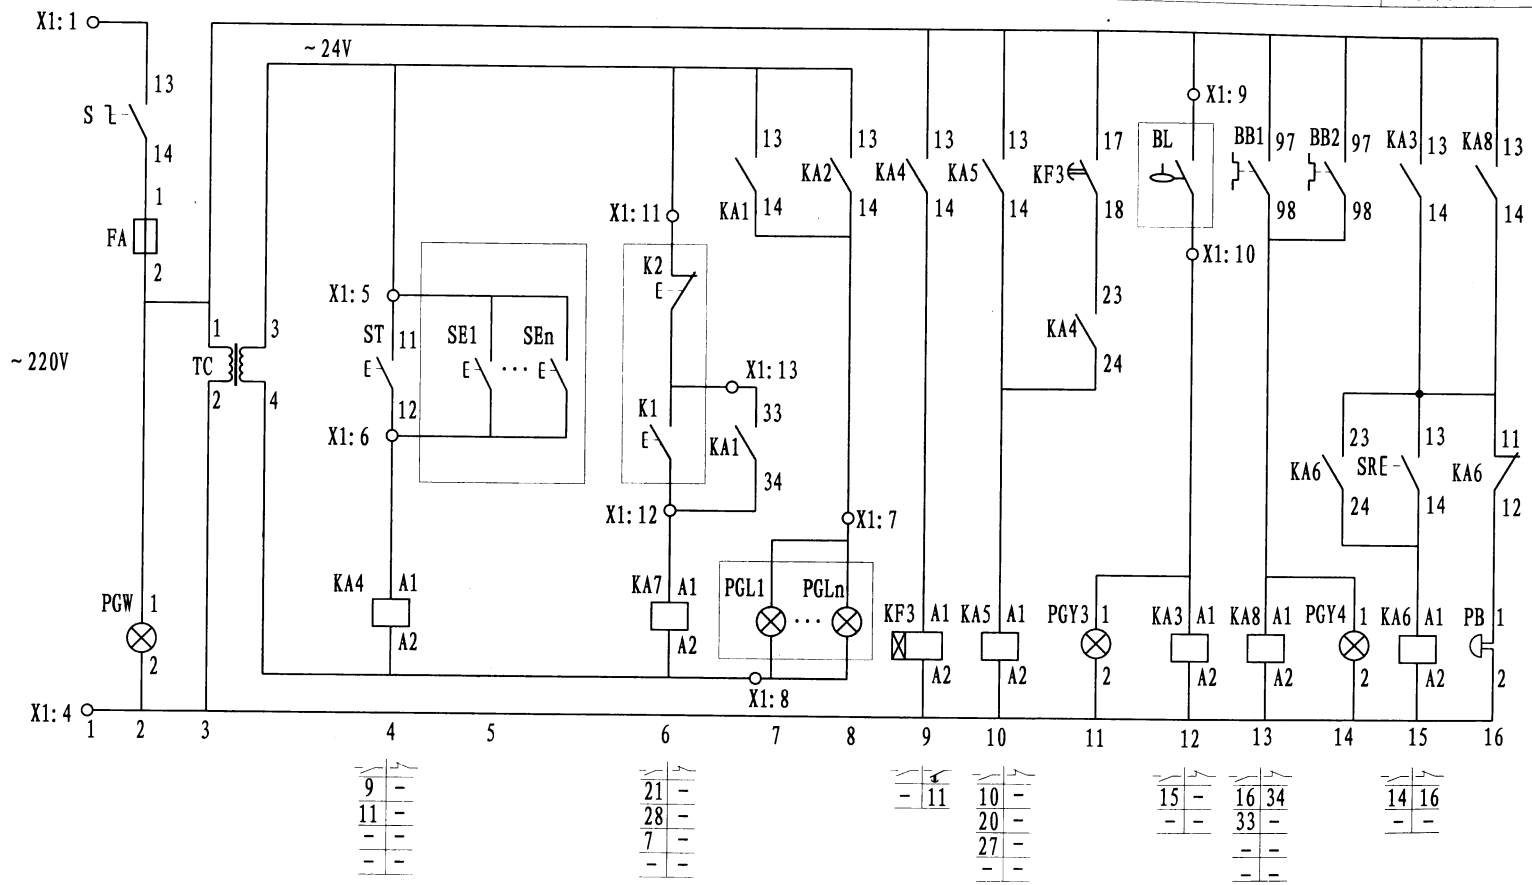 X1: 1
~ 24V
13
S
14
1
FA
2
~ 220V
1
3
TC
2
4
PGW
1
2
X1: 4
X1: 5
ST
11
12
X1: 6
SE1
SEn
E
E
E
···
KA4
A1
A2
X1: 11
K2
E
X1: 13
K1
E
33
KA1
34
X1: 12
KA7
A1
A2
13
KA1
14
13
KA2
14
X1: 7
PGL1
PGLn
···
X1: 8
13
KA4
14
KF3
A1
A2
13
KA5
14
KA5
A1
A2
17
KF3
18
23
KA4
24
PGY3
1
2
X1: 9
BL
X1: 10
KA3
A1
A2
BB1
97
98
BB2
97
98
KA8
A1
A2
PGY4
1
2
KA3
13
14
KA8
13
14
23
KA6
24
13
SRE
14
11
KA6
12
KA6
A1
A2
PB
1
2
1 2 3 4 5 6 7 8 9 10 11 12 13 14 15 16
9 -
11 -
- -
- -
21 -
28 -
7 -
- -
- 11
10 -
20 -
27 -
- -
15 -
- -
16 34
33 -
- -
- -
14 16
- -